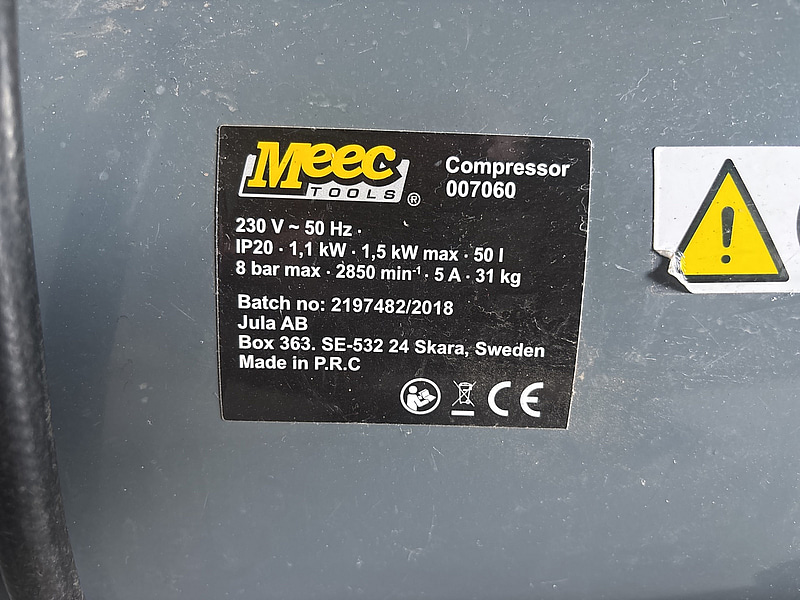 Meec
TOOLS ®
Compressor
007060
230 V ~ 50 Hz ·
IP20 · 1,1 kW · 1,5 kW max · 50 l
8 bar max · 2850 min-¹ · 5 A · 31 kg
Batch no: 2197482/2018
Jula AB
Box 363. SE-532 24 Skara, Sweden
Made in P.R.C
CE